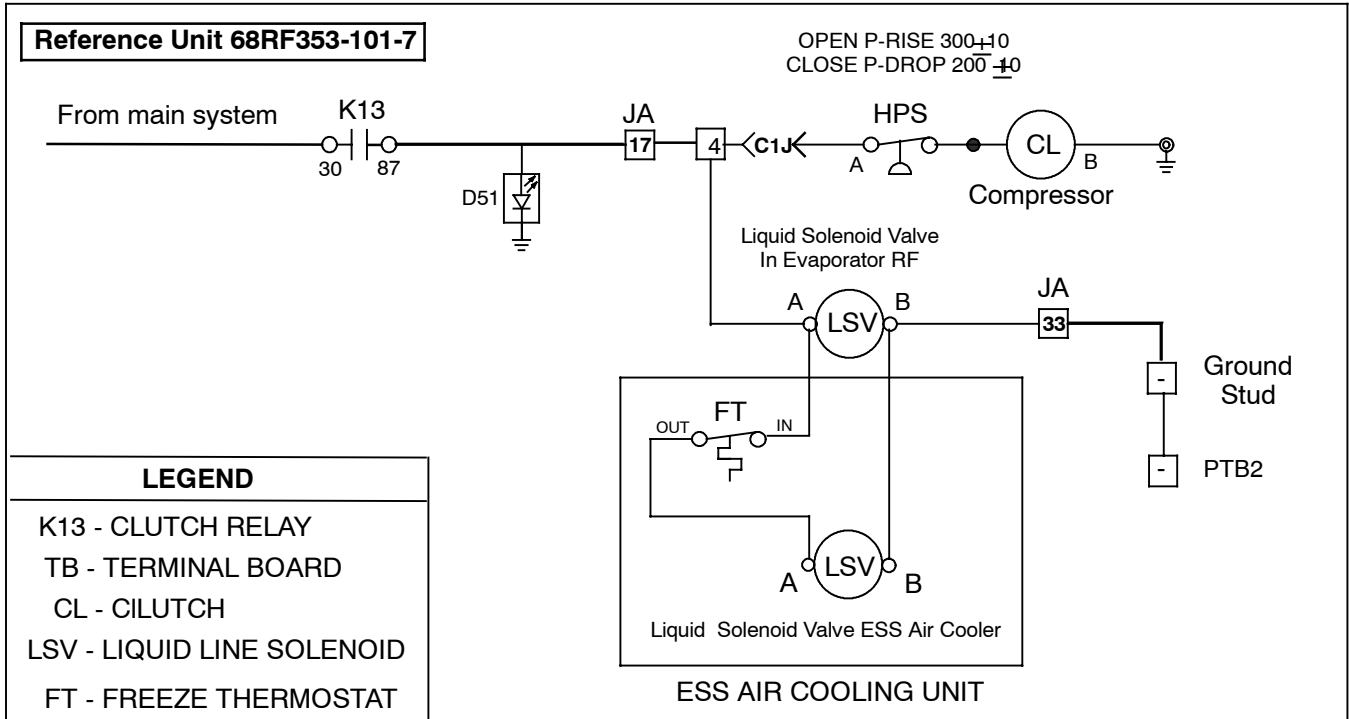 Reference Unit 68RF353-101-7
OPEN P-RISE 300±10
CLOSE P-DROP 200 ±10
From main system
K13
30
87
D51
JA
17
4
C1J
HPS
A
CL
B
Compressor
Liquid Solenoid Valve
In Evaporator RF
A
LSV
B
JA
33
-
Ground
Stud
-
PTB2
FT
OUT
IN
A
LSV
B
Liquid Solenoid Valve ESS Air Cooler
ESS AIR COOLING UNIT
LEGEND
K13 - CLUTCH RELAY
TB - TERMINAL BOARD
CL - CILUTCH
LSV - LIQUID LINE SOLENOID
FT - FREEZE THERMOSTAT